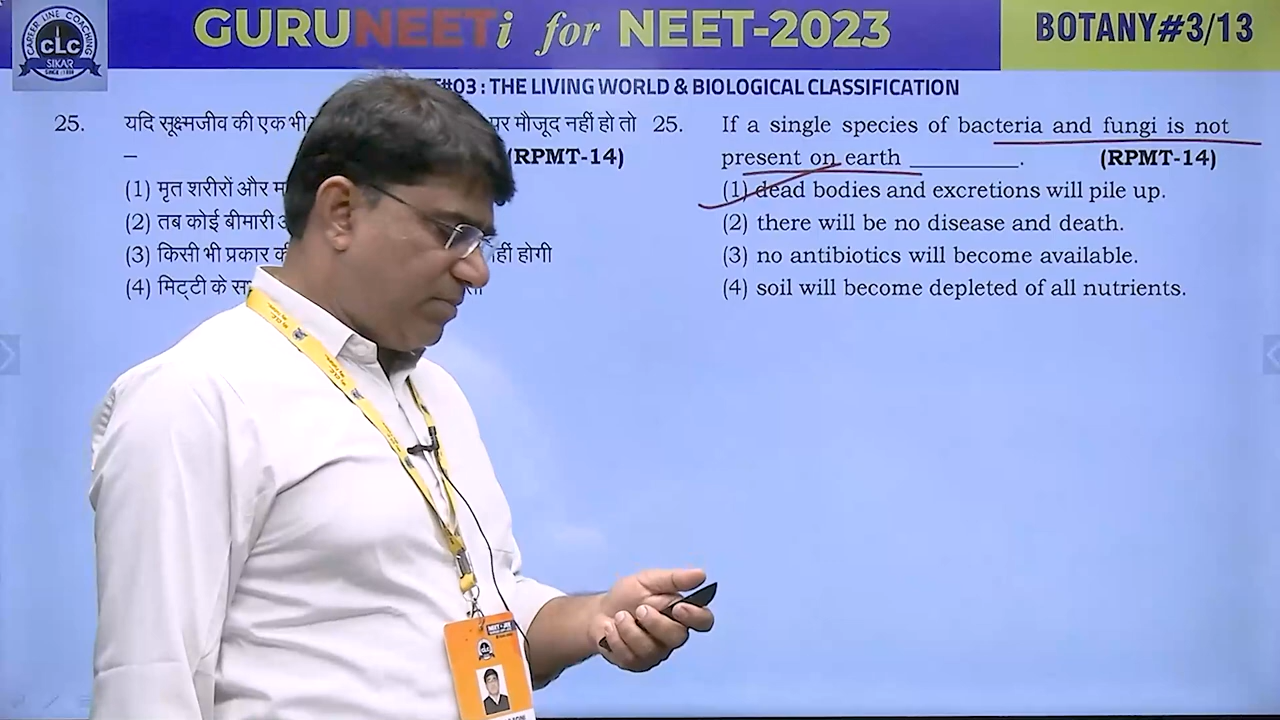 GURUNEETi for NEET-2023
BOTANY#3/13
CAREER LINE COACHING
CLC
SIKAR
SINCE : 1996
#03 : THE LIVING WORLD & BIOLOGICAL CLASSIFICATION
25. यदि सूक्ष्मजीव की एक भी पर मौजूद नहीं हो तो
– (RPMT-14)
(1) मृत शरीरों और
(2) तब कोई बीमारी
(3) किसी भी प्रकार नहीं होगी
(4) मिट्टी के
25. If a single species of bacteria and fungi is not
present on earth __________. (RPMT-14)
(1) dead bodies and excretions will pile up.
(2) there will be no disease and death.
(3) no antibiotics will become available.
(4) soil will become depleted of all nutrients.